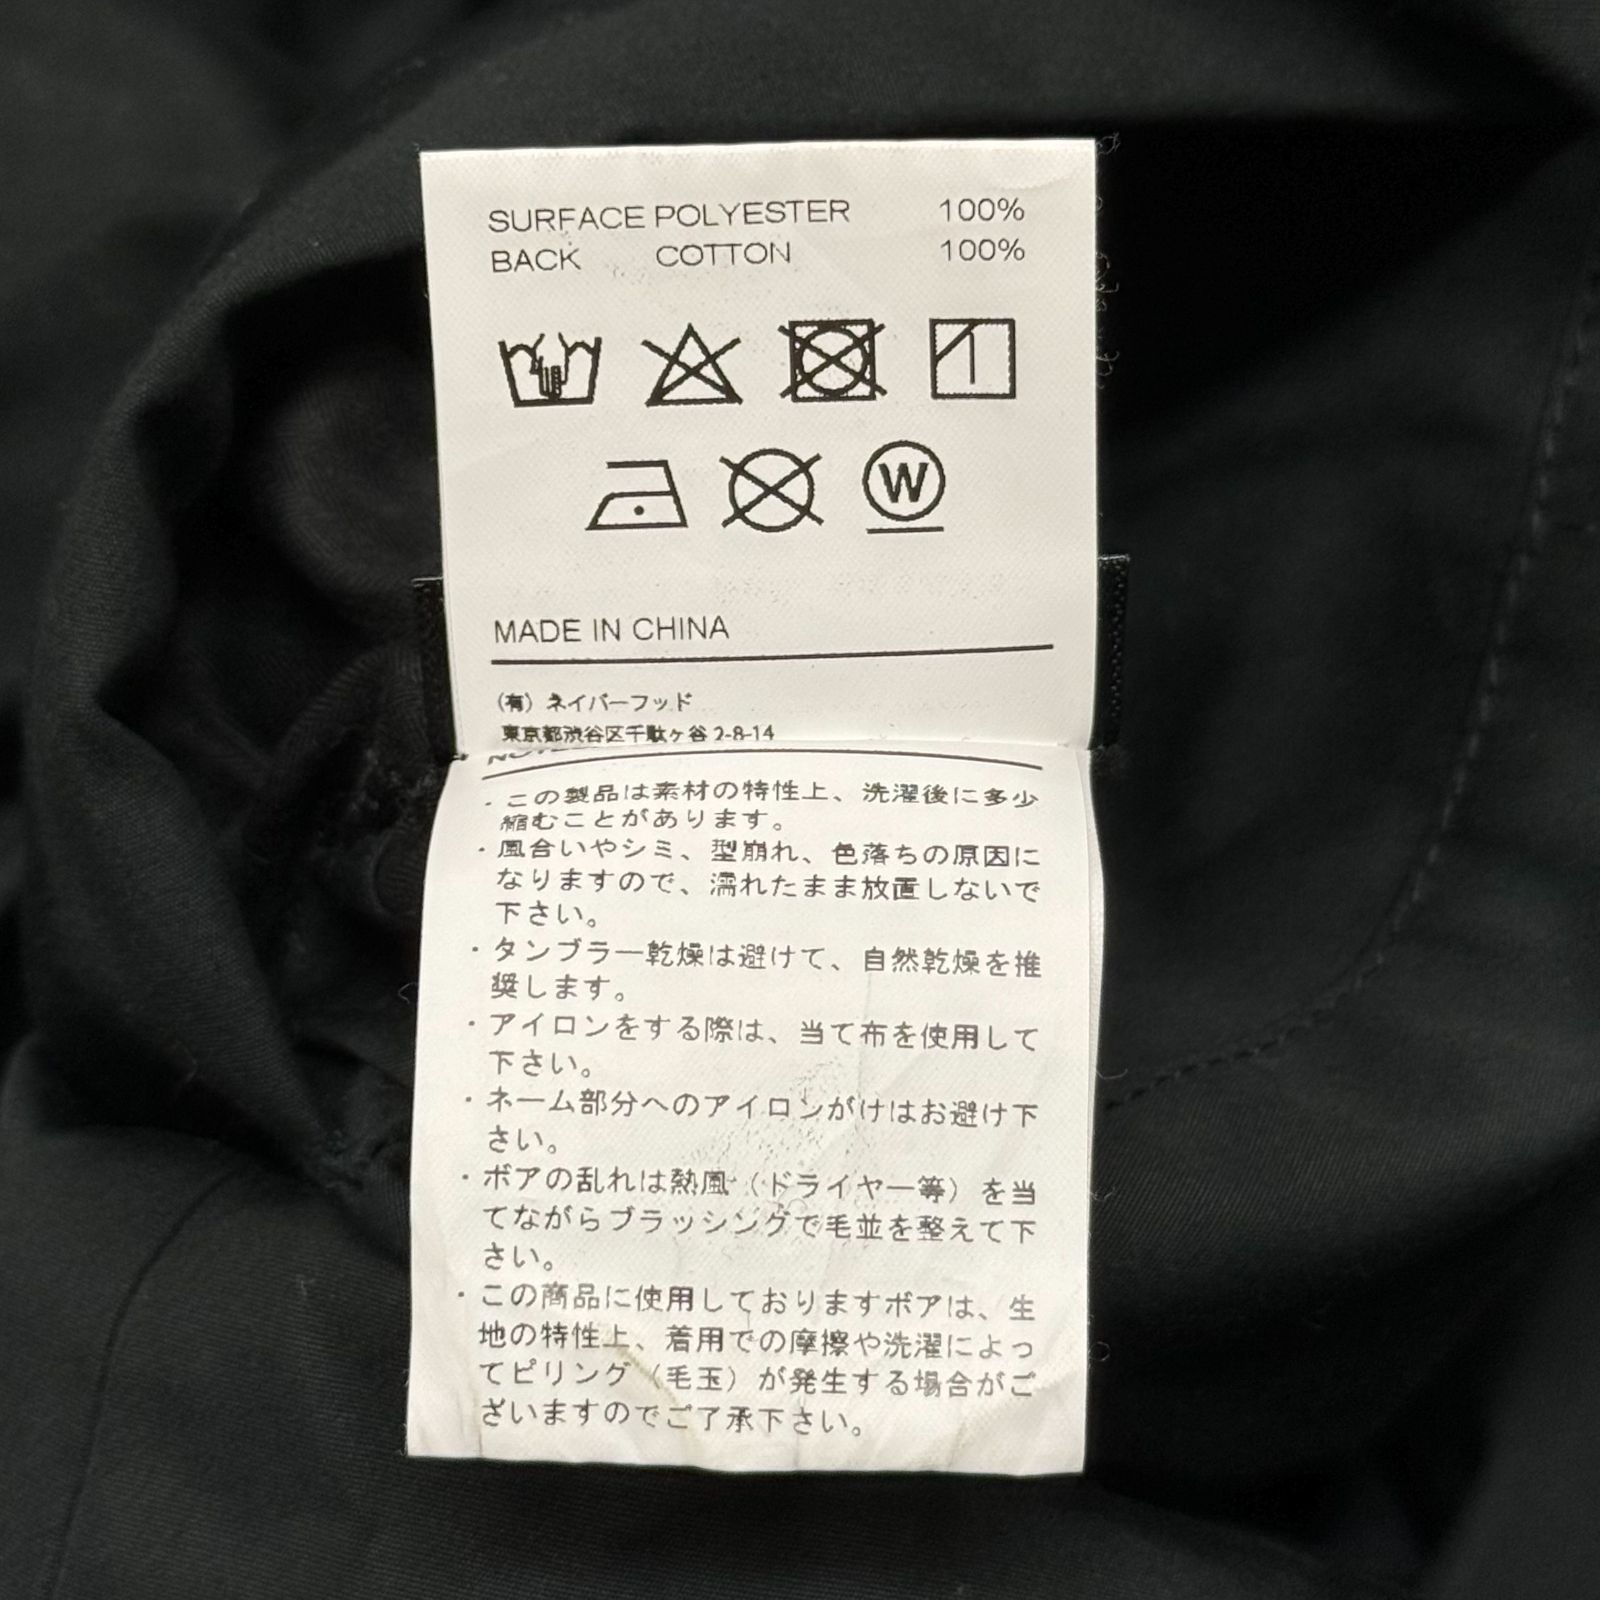 SURFACE POLYESTER 100%
BACK COTTON 100%
W
MADE IN CHINA
(有) ネイバーフッド
東京都渋谷区千駄ヶ谷 2-8-14
・この製品は素材の特性上、洗濯後に多少
縮むことがあります。
・風合いやシミ、型崩れ、色落ちの原因に
なりますので、濡れたまま放置しないで
下さい。
・タンブラー乾燥は避けて、自然乾燥を推
奨します。
・アイロンをする際は、当て布を使用して
下さい。
・ネーム部分へのアイロンがけはお避け下
さい。
・ボアの乱れは熱風（ドライヤー等）を当
てながらブラッシングで毛並を整えて下
さい。
・この商品に使用しておりますボアは、生
地の特性上、着用での摩擦や洗濯によっ
てピリング（毛玉）が発生する場合がご
ざいますのでご了承下さい。